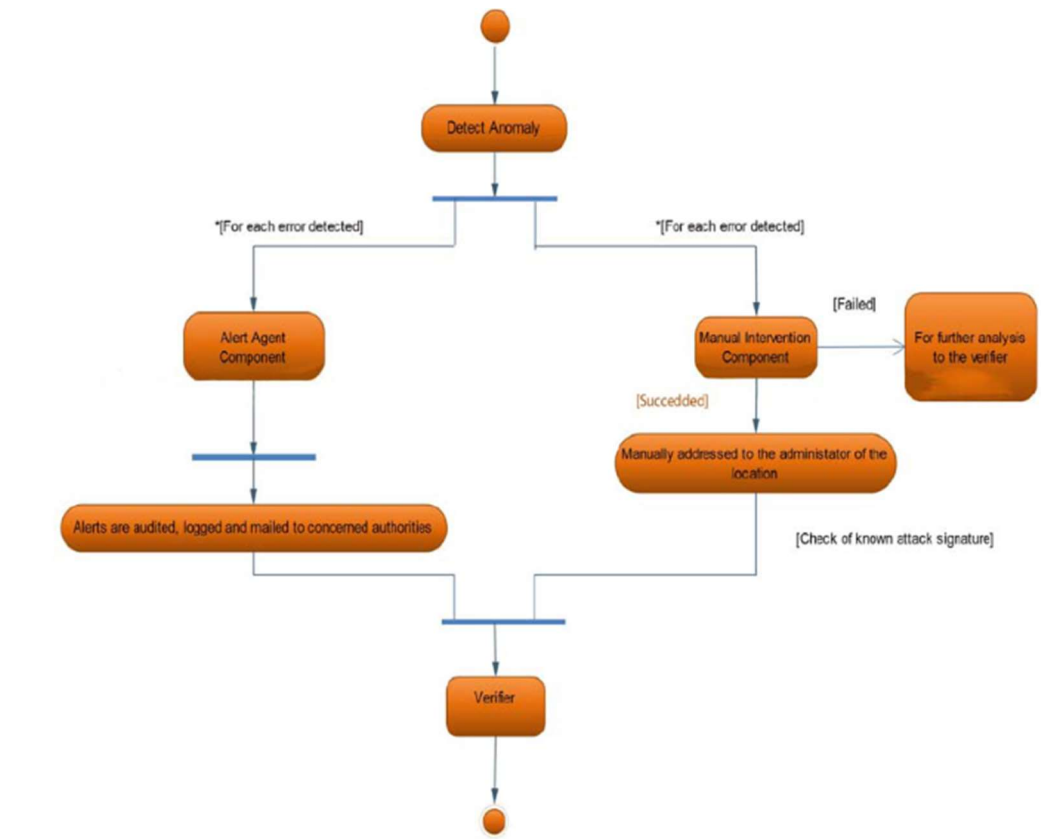 Detect Anomaly
*[For each error detected]
*[For each error detected]
Alert Agent
Component
Manual Intervention
Component
[Failed]
For further analysis
to the verifier
[Succedded]
Manually addressed to the administator of the
location
Alerts are audited, logged and mailed to concerned authorities
[Check of known attack signature]
Verifier